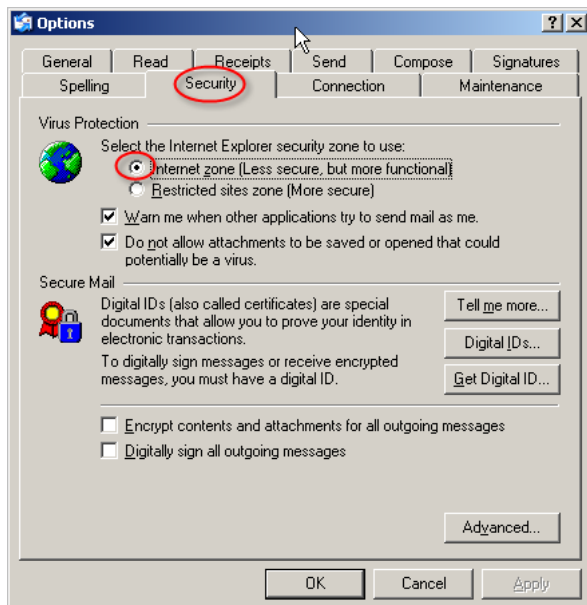 Options
General Read Receipts Send Compose Signatures
Spelling Security Connection Maintenance
Virus Protection
Select the Internet Explorer security zone to use:
Internet zone (Less secure, but more functional)
Restricted sites zone (More secure)
Warn me when other applications try to send mail as me.
Do not allow attachments to be saved or opened that could
potentially be a virus.
Secure Mail
Digital IDs (also called certificates) are special
documents that allow you to prove your identity in
electronic transactions.
Tell me more...
Digital IDs...
To digitally sign messages or receive encrypted
messages, you must have a digital ID.
Get Digital ID...
Encrypt contents and attachments for all outgoing messages
Digitally sign all outgoing messages
Advanced...
OK Cancel Apply